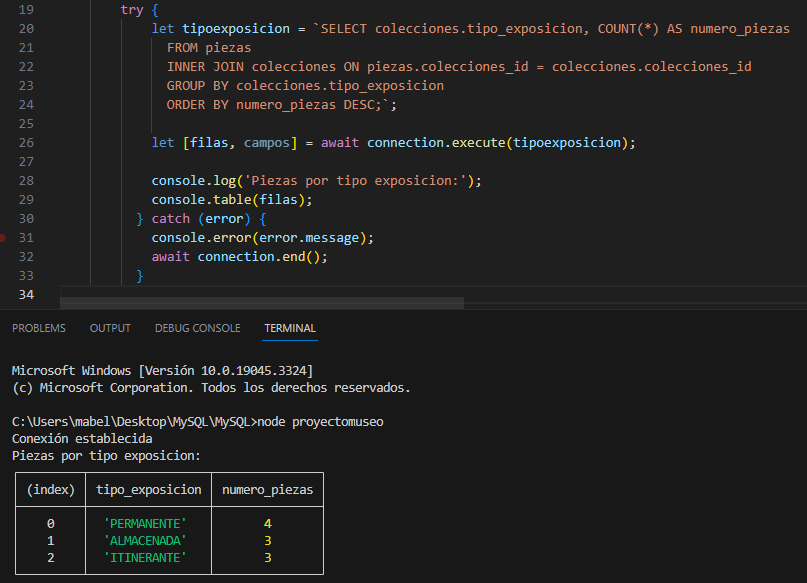 19 try {
20 let tipoexposicion = `SELECT colecciones.tipo_exposicion, COUNT(*) AS numero_piezas
21 FROM piezas
22 INNER JOIN colecciones ON piezas.colecciones_id = colecciones.colecciones_id
23 GROUP BY colecciones.tipo_exposicion
24 ORDER BY numero_piezas DESC;`;
25
26 let [filas, campos] = await connection.execute(tipoexposicion);
27
28 console.log('Piezas por tipo exposicion:');
29 console.table(filas);
30 } catch (error) {
31 console.error(error.message);
32 await connection.end();
33 }
34
PROBLEMS OUTPUT DEBUG CONSOLE TERMINAL
Microsoft Windows [Versión 10.0.19045.3324]
(c) Microsoft Corporation. Todos los derechos reservados.
C:\Users\mabel\Desktop\MySQL\MySQL>node proyectomuseo
Conexión establecida
Piezas por tipo exposicion:
(index) tipo_exposicion numero_piezas
0 'PERMANENTE' 4
1 'ALMACENADA' 3
2 'ITINERANTE' 3